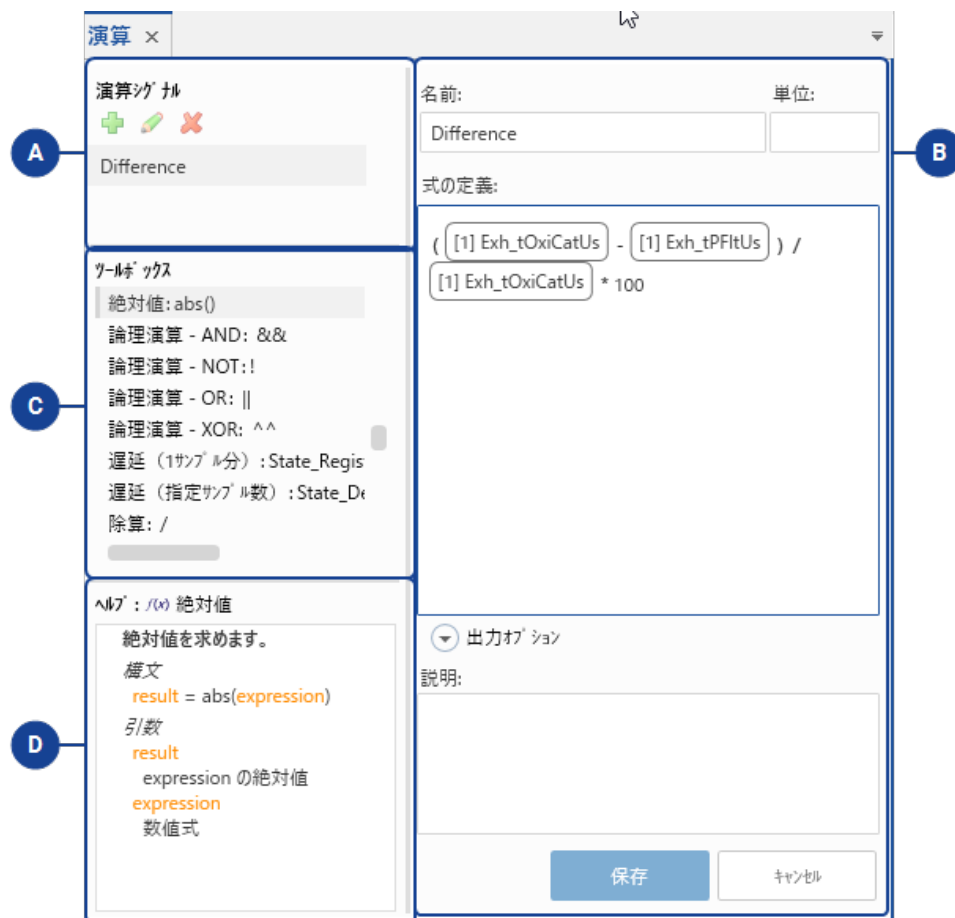 演算 ×
演算ｼｸﾞﾅﾙ
Difference
A
ﾂｰﾙﾎﾞｯｸｽ
絶対値: abs()
論理演算 - AND: &&
論理演算 - NOT: !
論理演算 - OR: ||
論理演算 - XOR: ^^
遅延（1ｻﾝﾌﾟﾙ分）: State_Regis
遅延（指定ｻﾝﾌﾟﾙ数）: State_De
除算: /
C
ﾍﾙﾌﾟ: f(x) 絶対値
絶対値を求めます。
構文
result = abs(expression)
引数
result
expression の絶対値
expression
数値式
D
名前: 単位:
Difference
B
式の定義:
( [1] Exh_tOxiCatUs - [1] Exh_tPFltUs ) /
[1] Exh_tOxiCatUs * 100
出力ｵﾌﾟｼｮﾝ
説明:
保存 ｷｬﾝｾﾙ